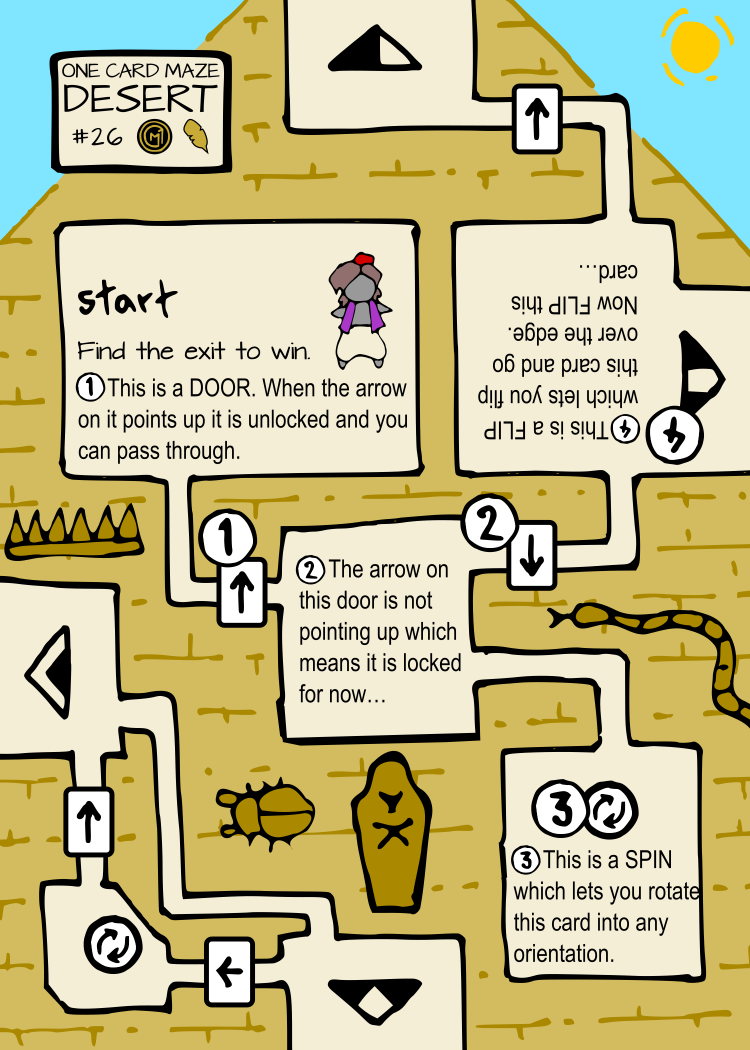 ONE CARD MAZE
DESERT
#26
start
Find the exit to win.
1 This is a DOOR. When the arrow
on it points up it is unlocked and you
can pass through.
4 This is a FLIP
which lets you flip
this card and go
over the edge.
Now FLIP this
card...
4
1
2
2 The arrow on
this door is not
pointing up which
means it is locked
for now...
3
3 This is a SPIN
which lets you rotate
this card into any
orientation.